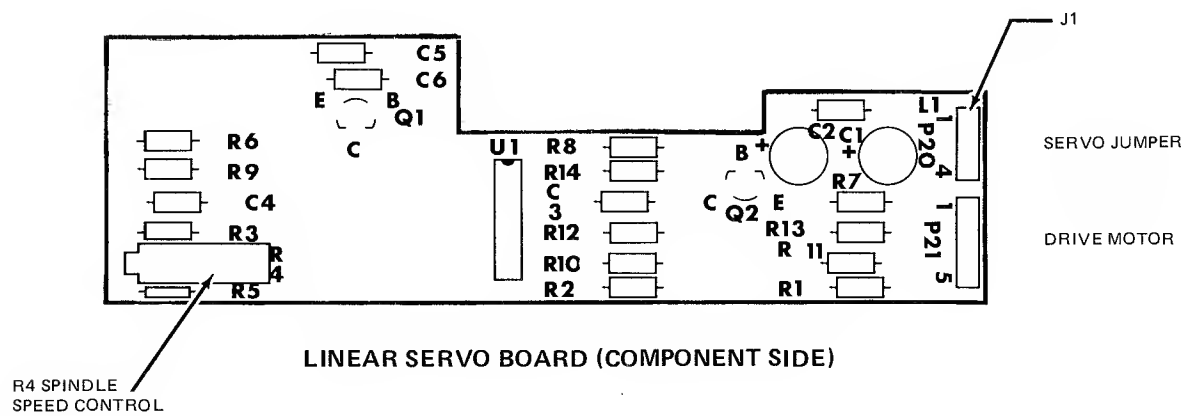 J1
C5
C6
E B
Q1
C
L1
1
P20
4
C2 C1
+ +
SERVO JUMPER
R6
R9
C4
R3
R
4
R5
U1
R8
R14
C
3
R12
R10
R2
B
C E
Q2
R7
R13
R 11
R1
1
P21
5
DRIVE MOTOR
LINEAR SERVO BOARD (COMPONENT SIDE)
R4 SPINDLE
SPEED CONTROL